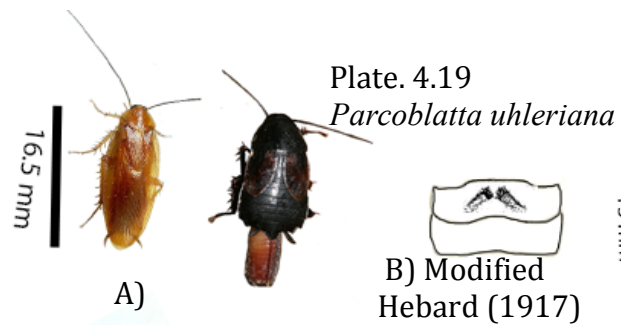 Plate. 4.19
Parcoblatta uhleriana
16.5 mm
A)
B) Modified
Hebard (1917)